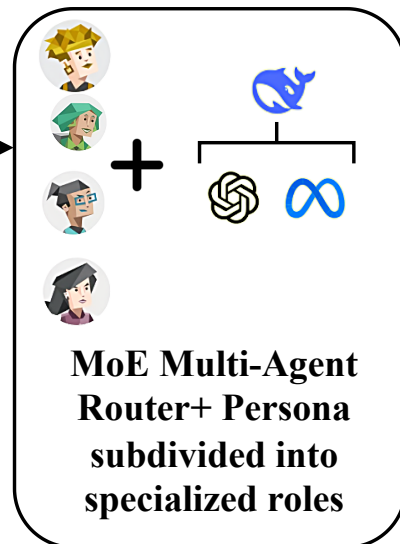 MoE Multi-Agent
Router+ Persona
subdivided into
specialized roles